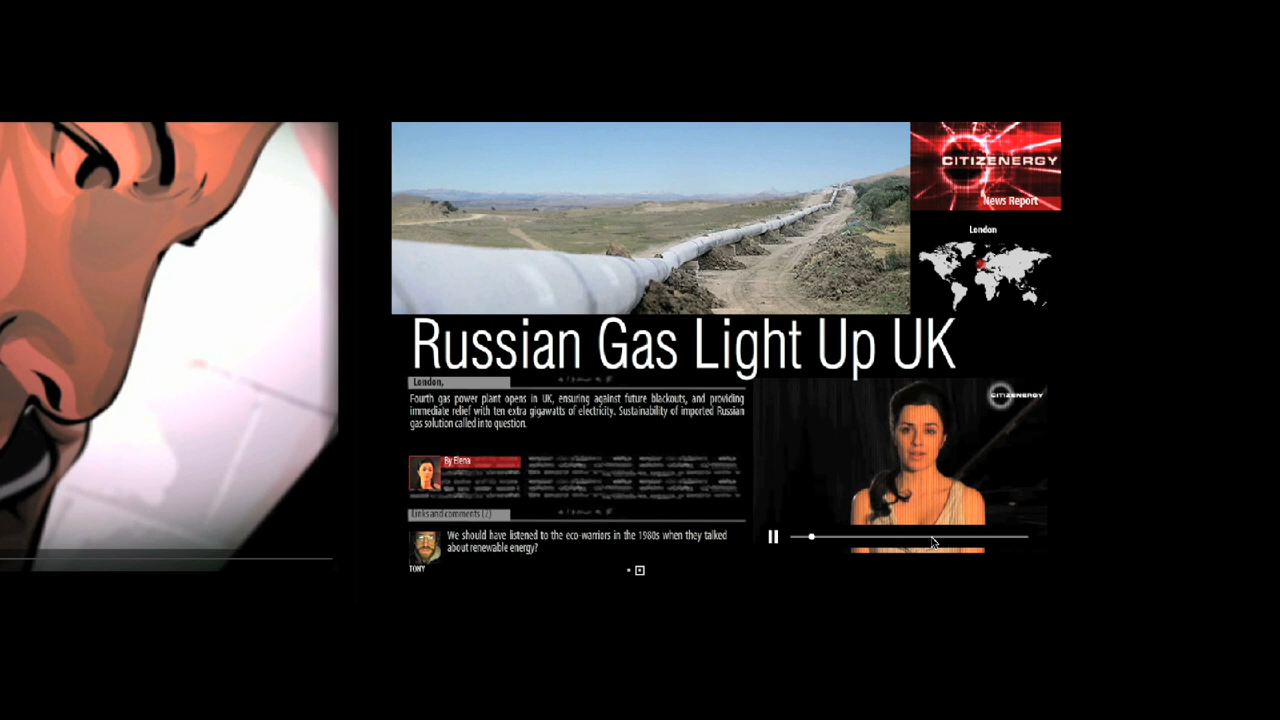 CITIZENERGY
News Report
London
Russian Gas Light Up UK
London,
Fourth gas power plant opens in UK, ensuring against future blackouts, and providing
immediate relief with ten extra gigawatts of electricity. Sustainability of imported Russian
gas solution called into question.
CITIZENERGY
By Elena
Links and comments (2)
We should have listened to the eco-warriors in the 1980s when they talked
about renewable energy?
TONY